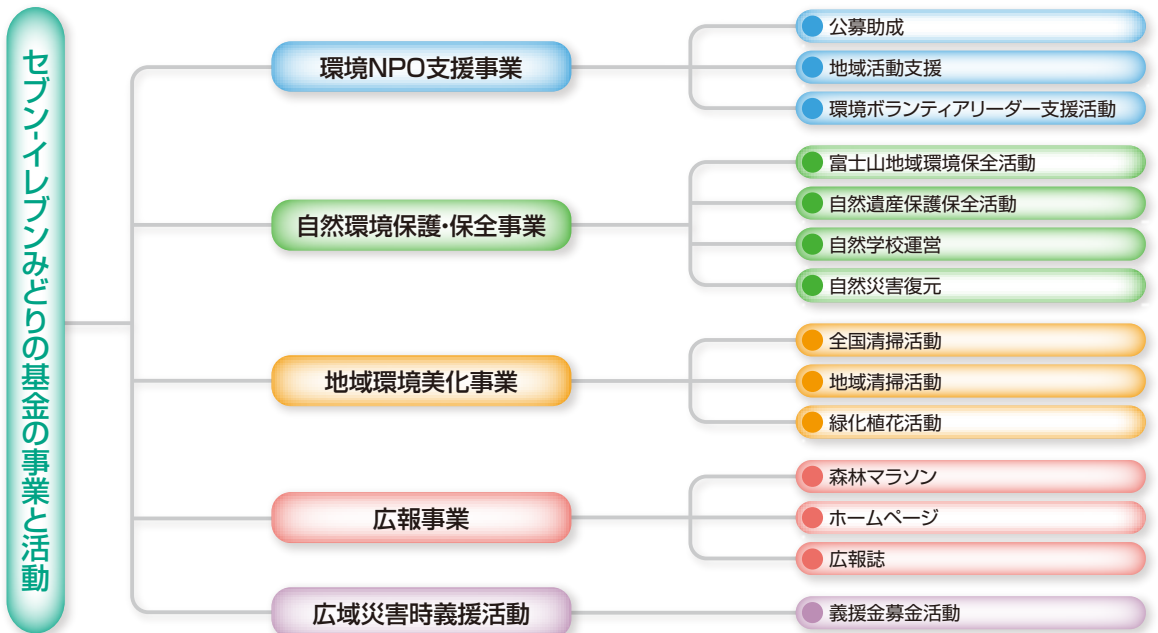 セブン-イレブンみどりの基金の事業と活動
環境NPO支援事業
公募助成
地域活動支援
環境ボランティアリーダー支援活動
自然環境保護・保全事業
富士山地域環境保全活動
自然遺産保護保全活動
自然学校運営
自然災害復元
地域環境美化事業
全国清掃活動
地域清掃活動
緑化植花活動
広報事業
森林マラソン
ホームページ
広報誌
広域災害時義援活動
義援金募金活動